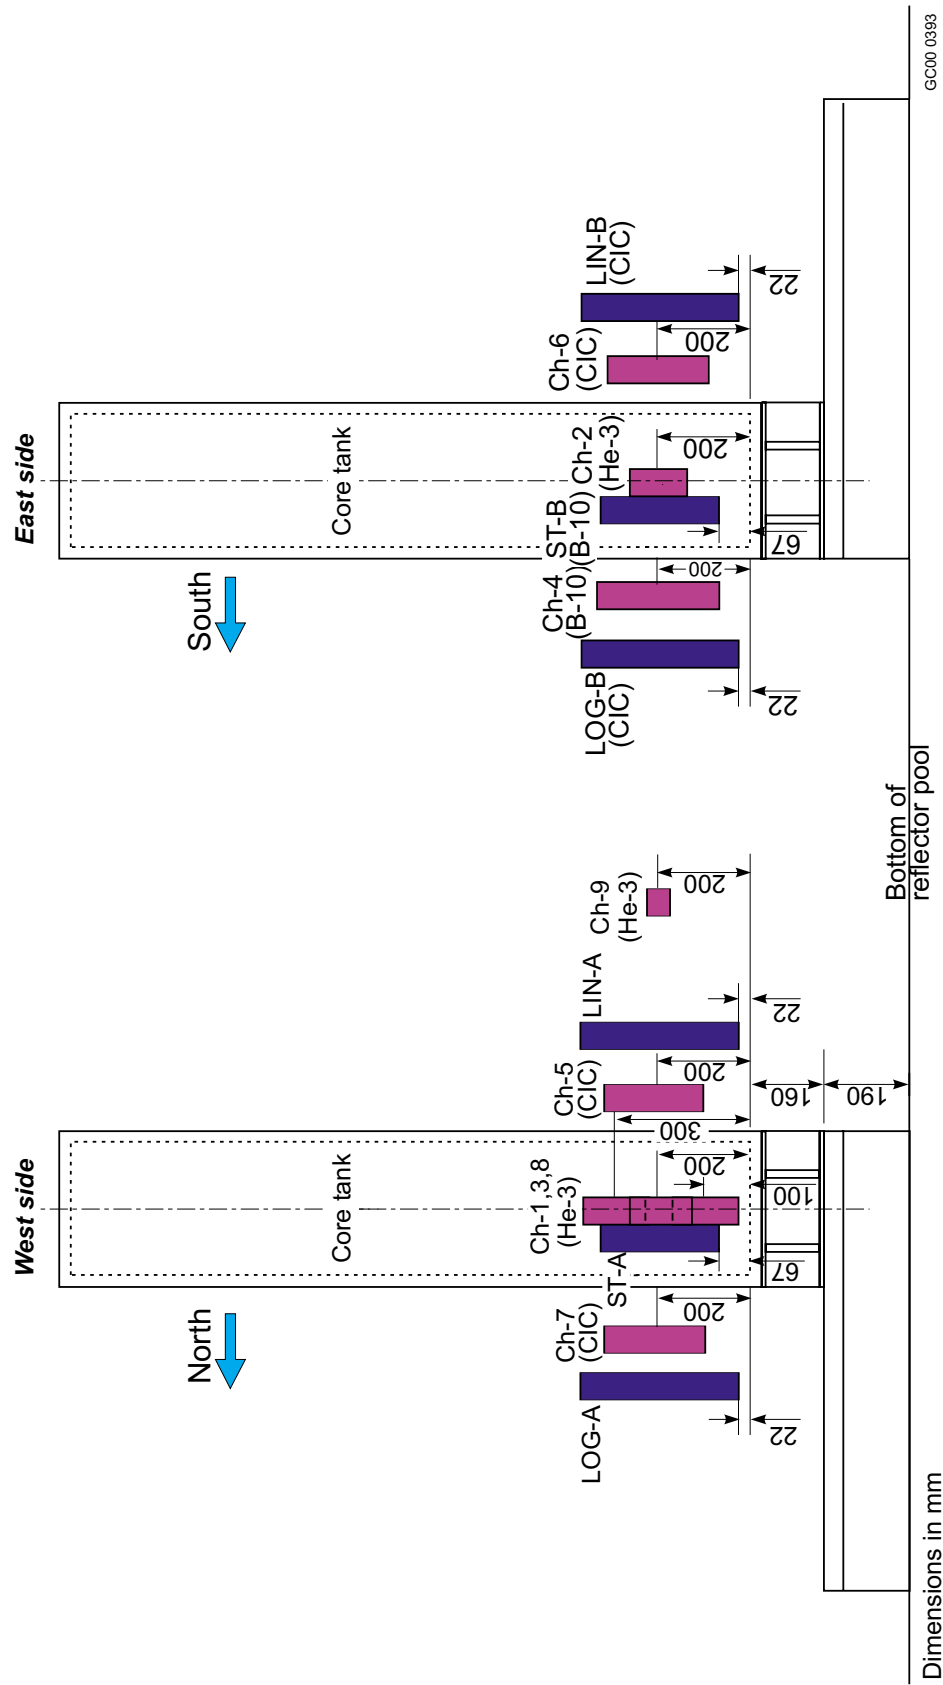 West side
East side
North
South
Core tank
Core tank
LOG-A
Ch-7
(CIC)
ST-A
Ch-1,3,8
(He-3)
Ch-5
(CIC)
LIN-A
Ch-9
(He-3)
LOG-B
(CIC)
Ch-4
(B-10)
ST-B
(B-10)
Ch-2
(He-3)
Ch-6
(CIC)
LIN-B
(CIC)
22
200
67
200
100
300
200
22
200
160
190
22
200
67
200
200
22
Bottom of
reflector pool
Dimensions in mm
GC00 0393